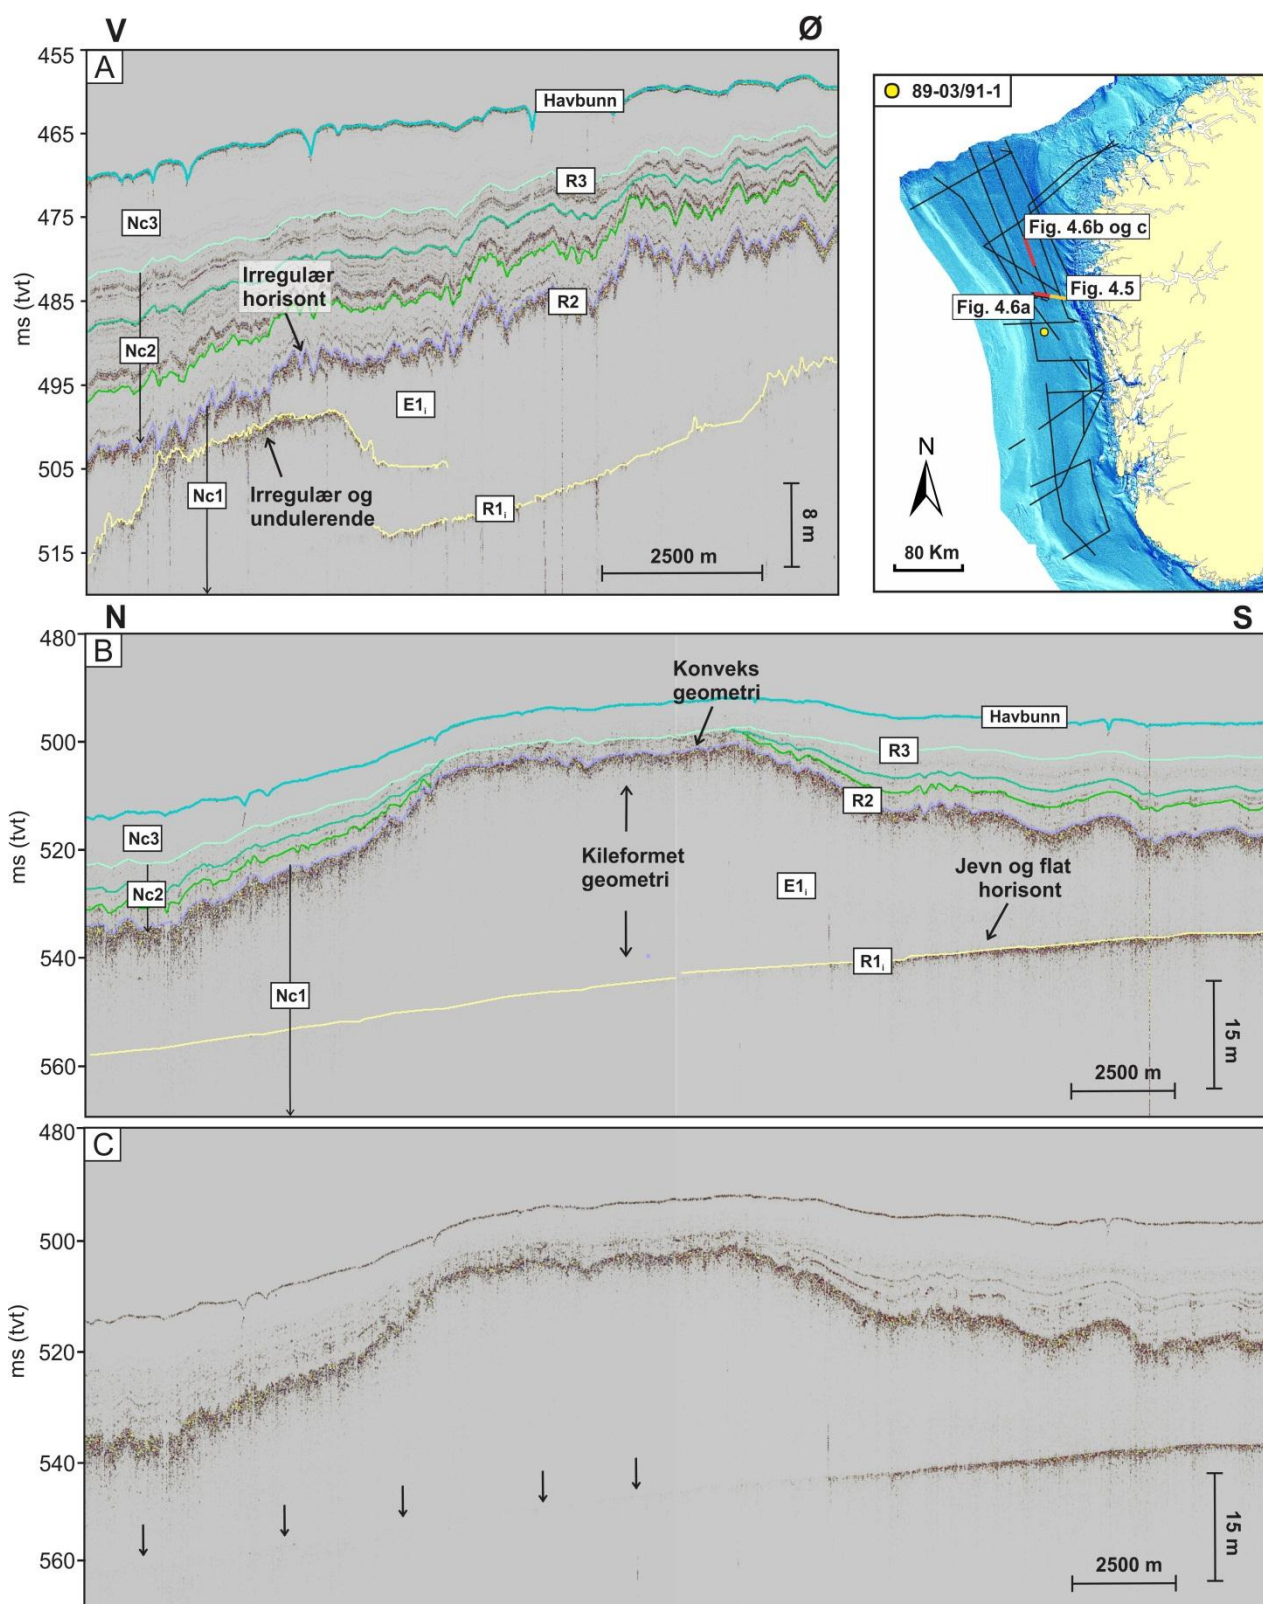 V
Ø
A
455
465
475
485
495
505
515
ms (tvt)
Havbunn
R3
Nc3
Irregulær
horisont
R2
Nc2
E1i
Nc1
Irregulær og
undulerende
R1i
2500 m
8 m
89-03/91-1
Fig. 4.6b og c
Fig. 4.5
Fig. 4.6a
N
80 Km
N
S
B
480
500
520
540
560
ms (tvt)
Konveks
geometri
Havbunn
R3
R2
Nc3
Nc2
Kileformet
geometri
E1i
Jevn og flat
horisont
R1i
Nc1
15 m
2500 m
C
480
500
520
540
560
ms (tvt)
15 m
2500 m